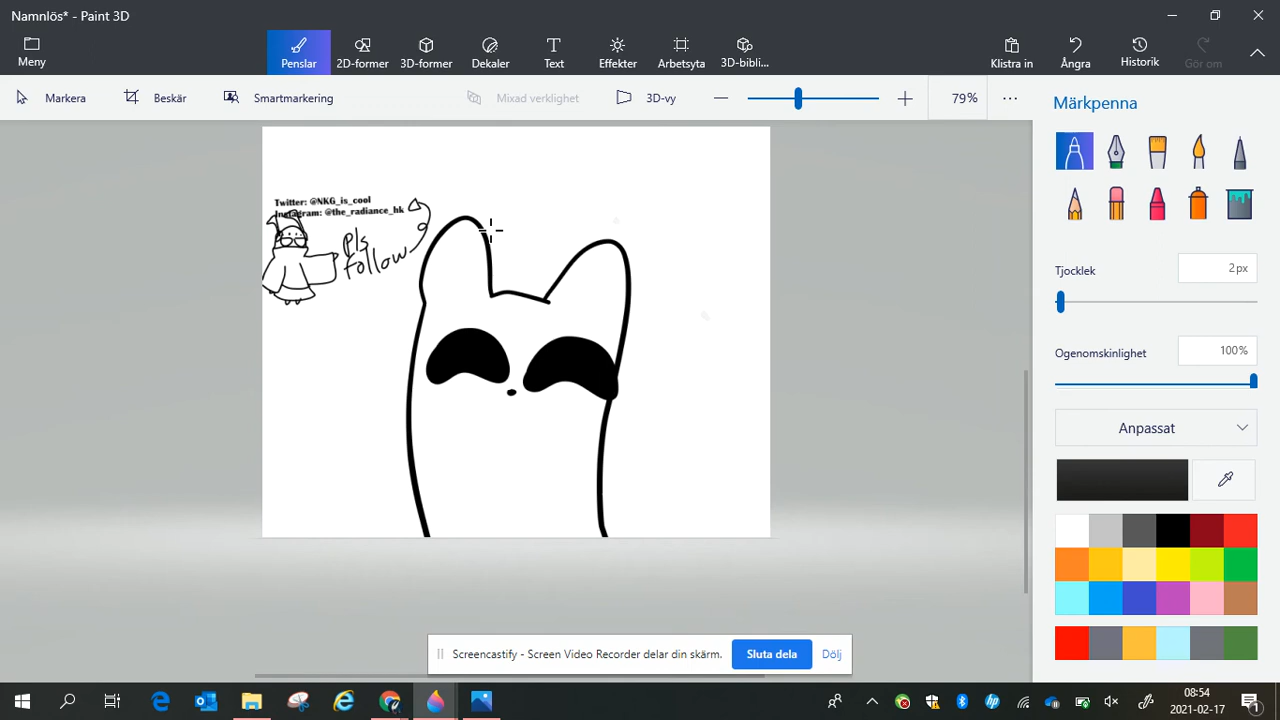 Namnlös* - Paint 3D
Meny
Penslar
2D-former
3D-former
Dekaler
Text
Effekter
Arbetsyta
3D-bibli...
Klistra in
Ångra
Historik
Gör om
Markera
Beskär
Smartmarkering
Mixad verklighet
3D-vy
79%
Märkpenna
Twitter: @NKG_is_cool
Instagram: @the_radiance_hk
Pls
follow
Tjocklek
2px
Ogenomskinlighet
100%
Anpassat
Screencastify - Screen Video Recorder delar din skärm.
Sluta dela
Dölj
08:54
2021-02-17
1